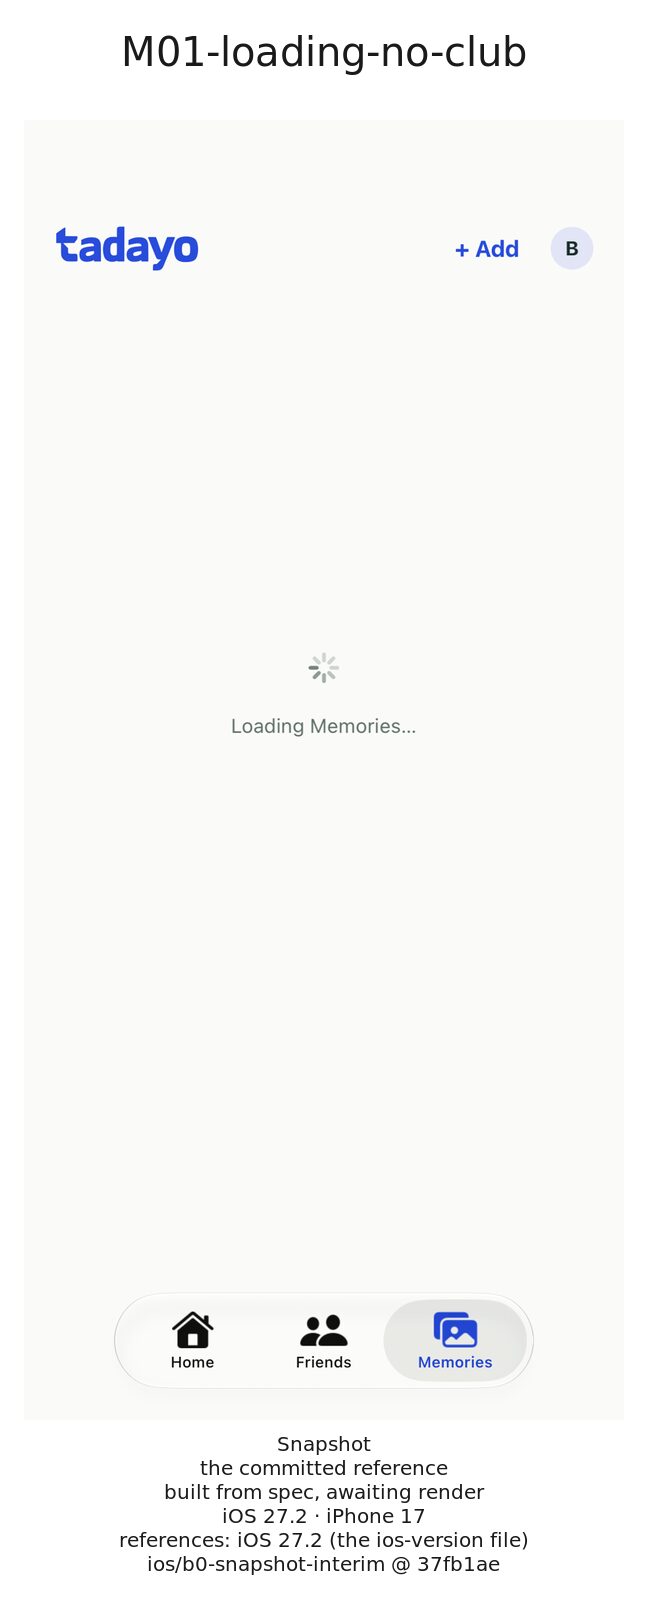 M01-loading-no-club
tadayo
+ Add
B
Loading Memories...
Home
Friends
Memories
Snapshot
the committed reference
built from spec, awaiting render
iOS 27.2 · iPhone 17
references: iOS 27.2 (the ios-version file)
ios/b0-snapshot-interim @ 37fb1ae